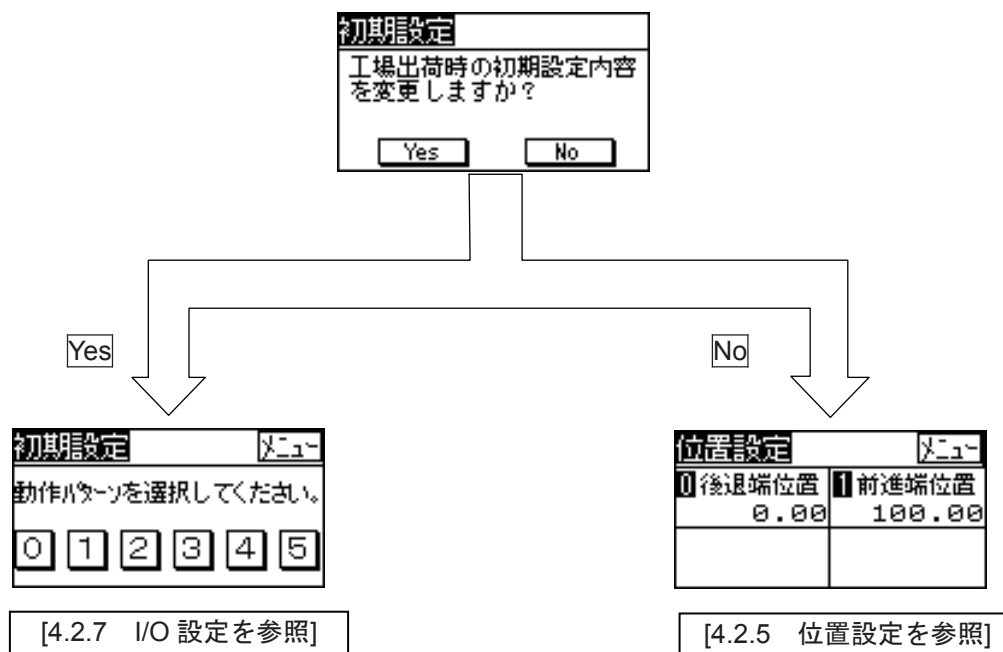 初期設定
工場出荷時の初期設定内容
を変更しますか?
Yes No
Yes
No
初期設定 メニュー
動作パターンを選択してください。
0 1 2 3 4 5
[4.2.7 I/O 設定を参照]
位置設定 メニュー
0 後退端位置 1 前進端位置
0.00 100.00
[4.2.5 位置設定を参照]